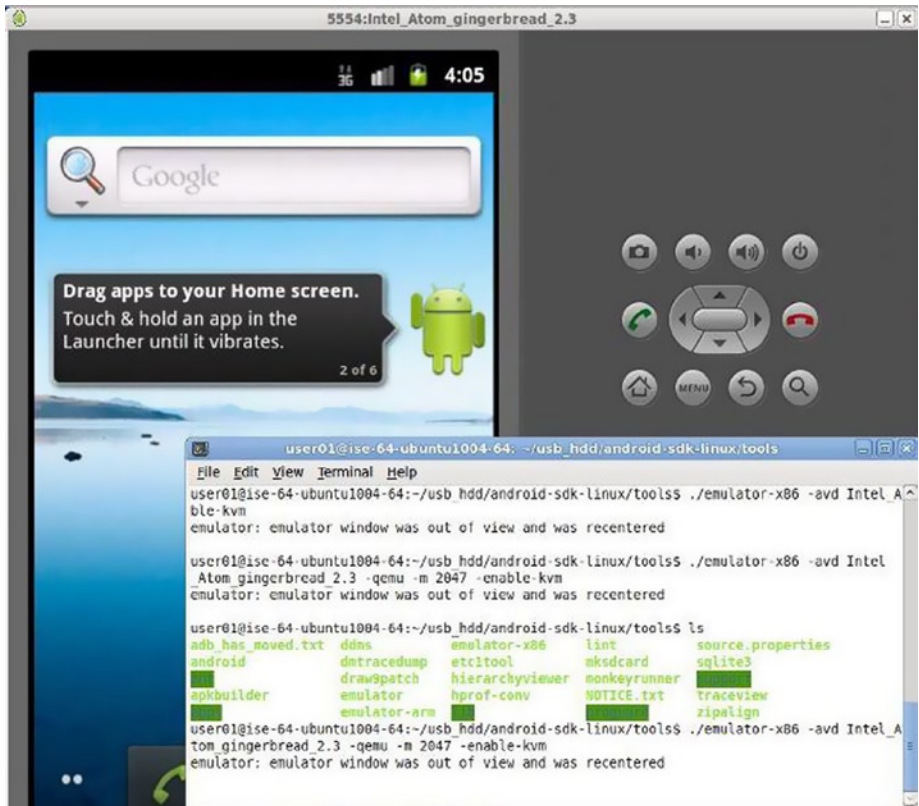 5554:Intel_Atom_gingerbread_2.3
3G
4:05
Google
Drag apps to your Home screen.
Touch & hold an app in the
Launcher until it vibrates.
2 of 6
MENU
user01@ise-64-ubuntu1004-64: ~/usb_hdd/android-sdk-linux/tools
File Edit View Terminal Help
user01@ise-64-ubuntu1004-64:~/usb_hdd/android-sdk-linux/tools$ ./emulator-x86 -avd Intel_A
ble-kvm
emulator: emulator window was out of view and was recentered
user01@ise-64-ubuntu1004-64:~/usb_hdd/android-sdk-linux/tools$ ./emulator-x86 -avd Intel
_Atom_gingerbread_2.3 -qemu -m 2047 -enable-kvm
emulator: emulator window was out of view and was recentered
user01@ise-64-ubuntu1004-64:~/usb_hdd/android-sdk-linux/tools$ ls
adb_has_moved.txt ddms emulator-x86 lint source.properties
android dmtracedump etc1tool mksdcard sqlite3
draw9patch hierarchyviewer monkeyrunner
apkbuilder emulator hprof-conv NOTICE.txt traceview
emulator-arm zipalign
user01@ise-64-ubuntu1004-64:~/usb_hdd/android-sdk-linux/tools$ ./emulator-x86 -avd Intel_A
tom_gingerbread_2.3 -qemu -m 2047 -enable-kvm
emulator: emulator window was out of view and was recentered